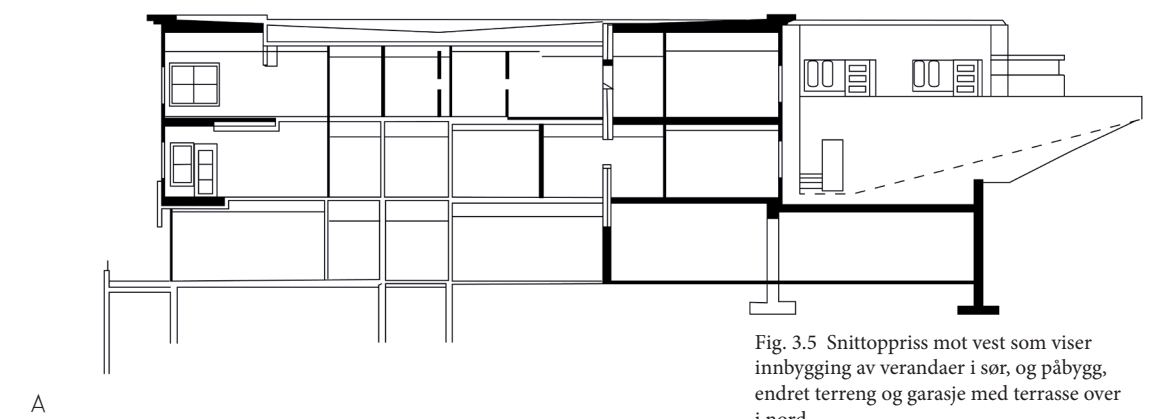 Fig. 3.5 Snittoppriss mot vest som viser
innbygging av verandaer i sør, og påbygg,
endret terreng og garasje med terrasse over
i nord
A